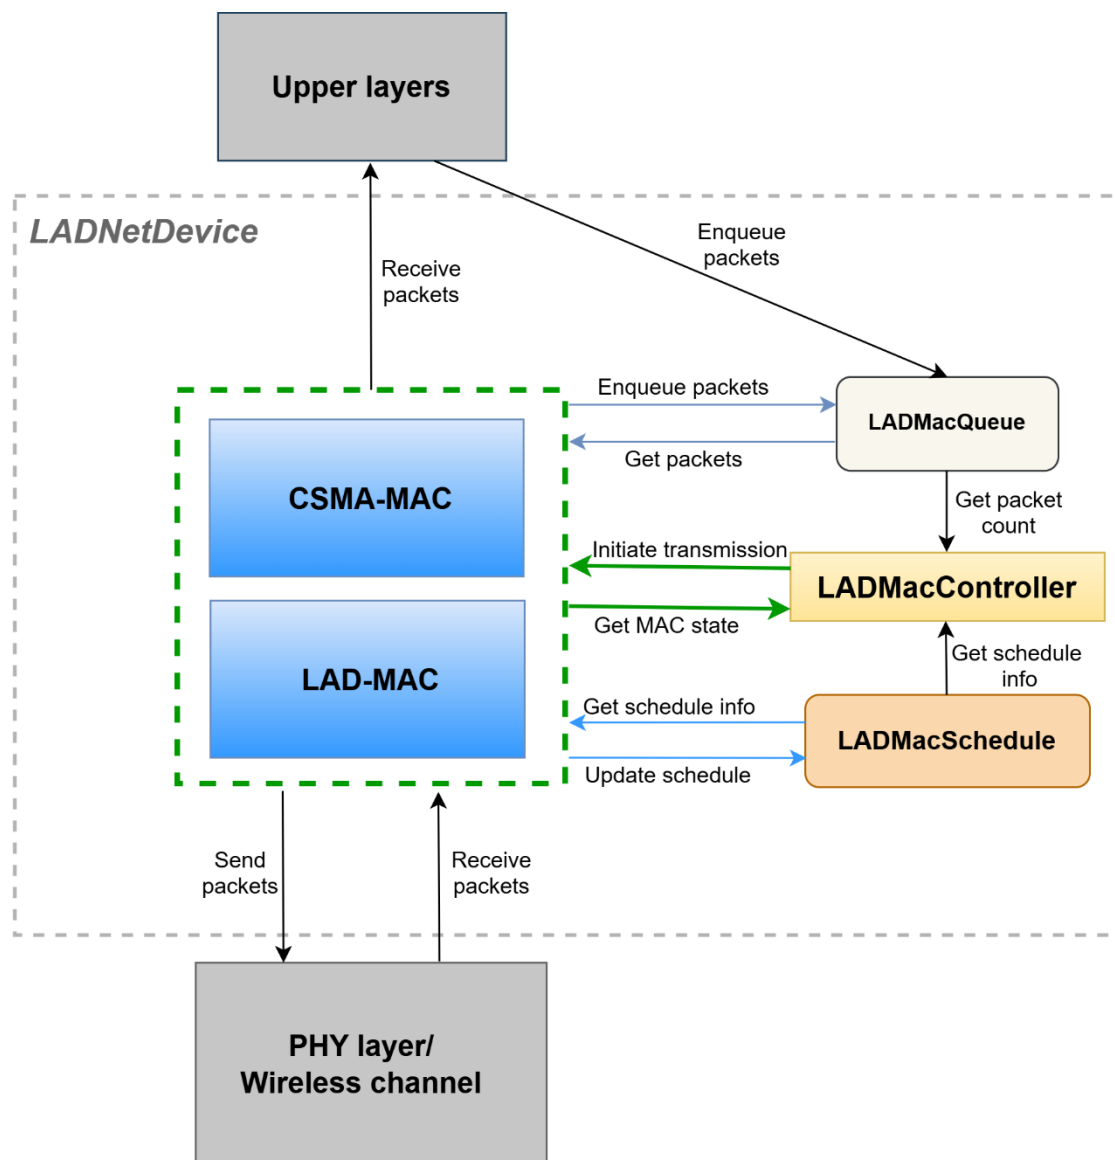 Upper layers
LADNetDevice
Enqueue
packets
Receive
packets
Enqueue packets
LADMacQueue
Get packets
CSMA-MAC
Get packet
count
Initiate transmission
LADMacController
Get MAC state
Get schedule
info
LAD-MAC
Get schedule info
LADMacSchedule
Update schedule
Send
packets
Receive
packets
PHY layer/
Wireless channel